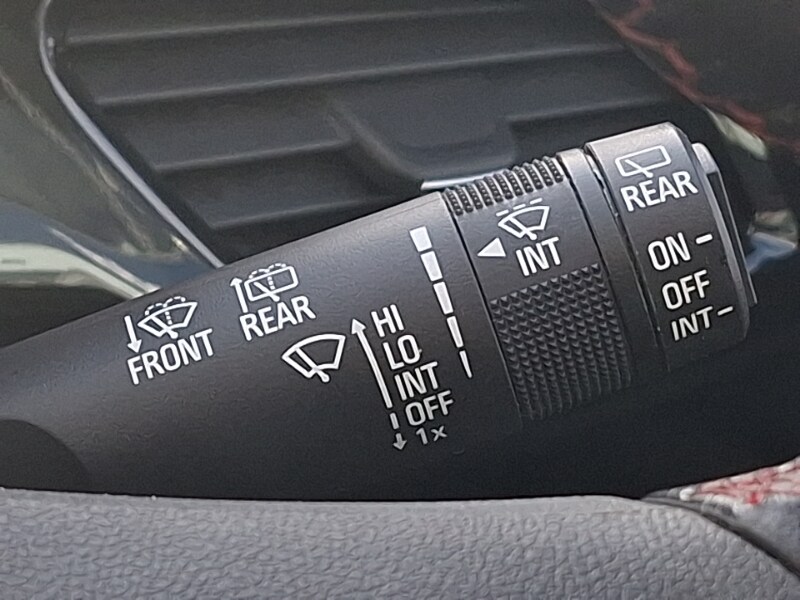 FRONT
REAR
HI
LO
INT
OFF
1x
INT
REAR
ON
OFF
INT